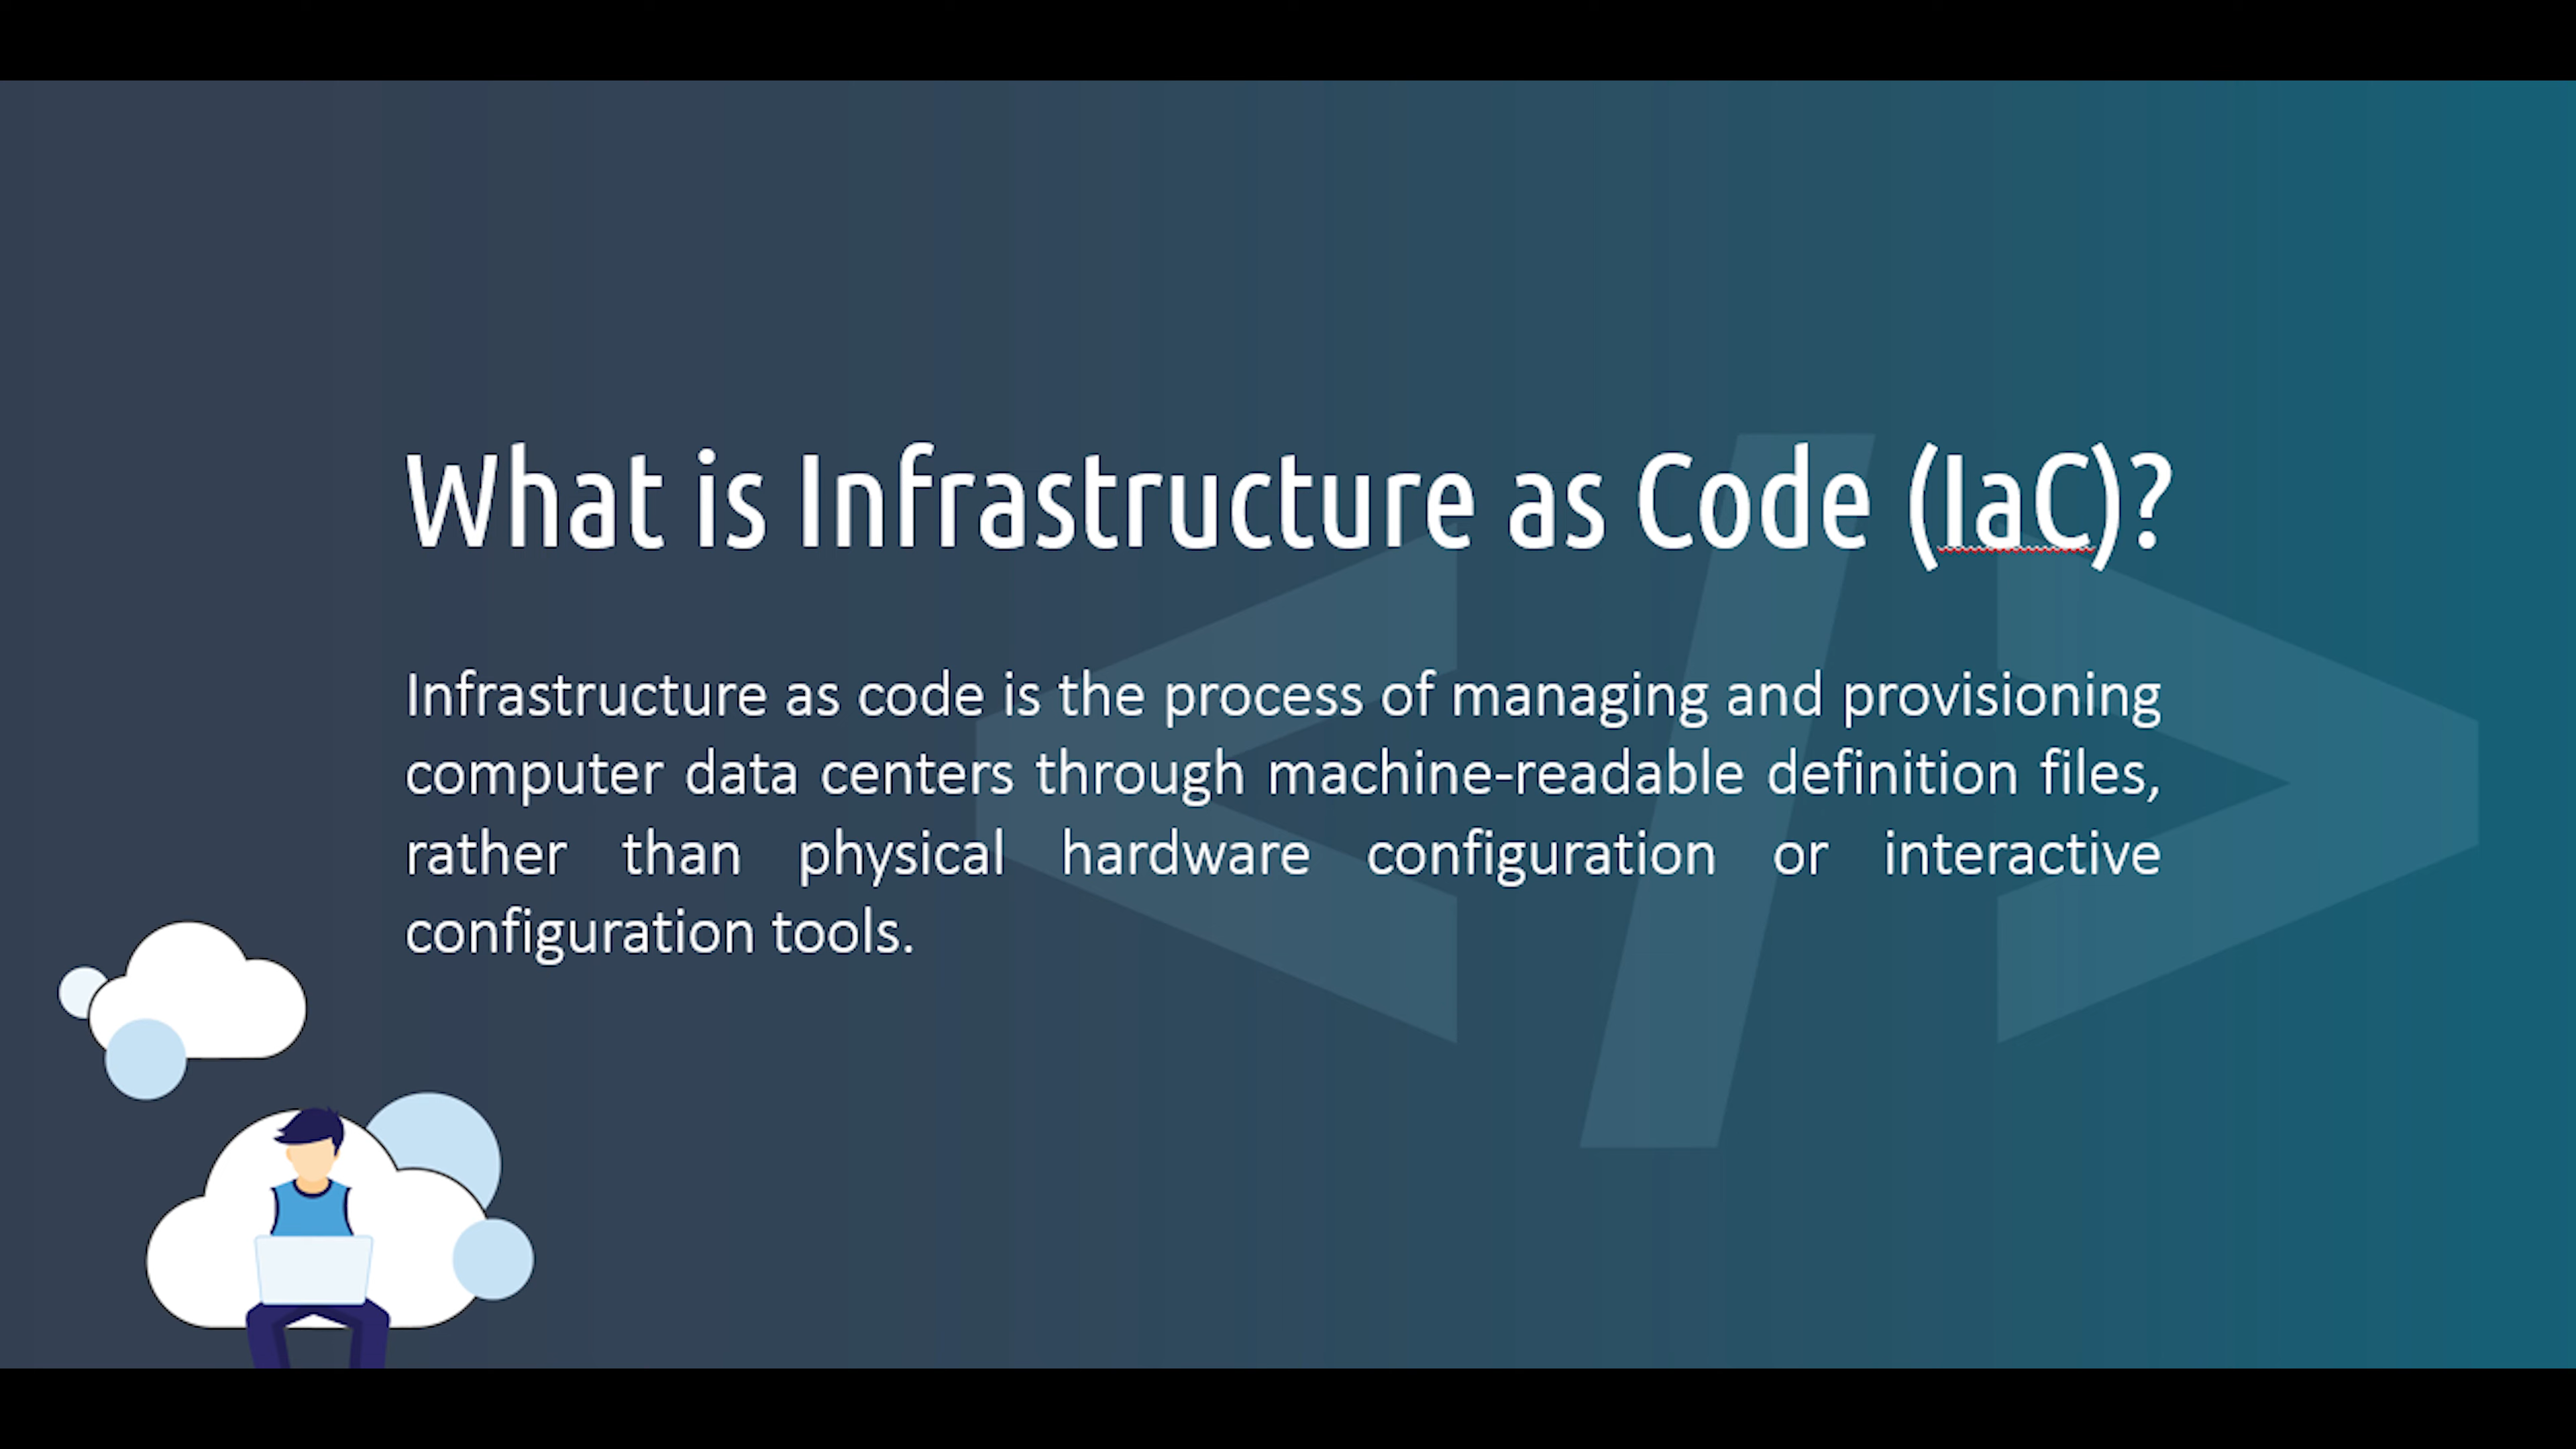 What is Infrastructure as Code (IaC)?
Infrastructure as code is the process of managing and provisioning
computer data centers through machine-readable definition files,
rather than physical hardware configuration or interactive
configuration tools.